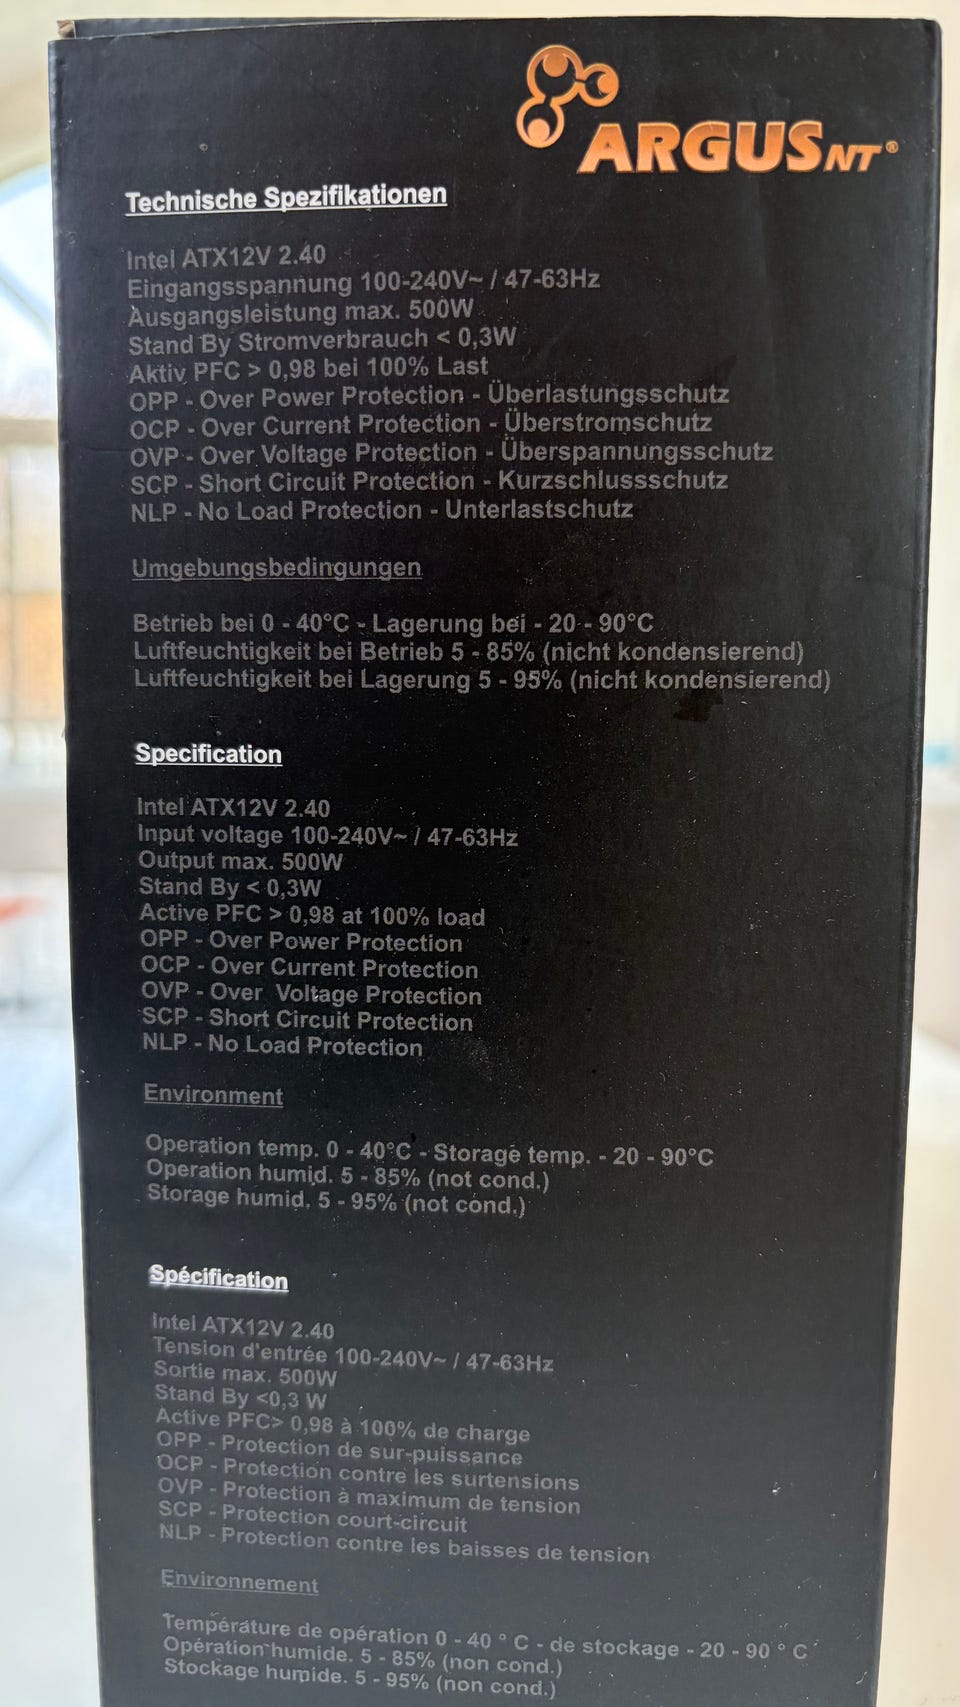 ARGUS NT®
Technische Spezifikationen
Intel ATX12V 2.40
Eingangsspannung 100-240V~ / 47-63Hz
Ausgangsleistung max. 500W
Stand By Stromverbrauch < 0,3W
Aktiv PFC > 0,98 bei 100% Last
OPP - Over Power Protection - Überlastungsschutz
OCP - Over Current Protection - Überstromschutz
OVP - Over Voltage Protection - Überspannungsschutz
SCP - Short Circuit Protection - Kurzschlussschutz
NLP - No Load Protection - Unterlastschutz
Umgebungsbedingungen
Betrieb bei 0 - 40°C - Lagerung bei - 20 - 90°C
Luftfeuchtigkeit bei Betrieb 5 - 85% (nicht kondensierend)
Luftfeuchtigkeit bei Lagerung 5 - 95% (nicht kondensierend)
Specification
Intel ATX12V 2.40
Input voltage 100-240V~ / 47-63Hz
Output max. 500W
Stand By < 0,3W
Active PFC > 0,98 at 100% load
OPP - Over Power Protection
OCP - Over Current Protection
OVP - Over  Voltage Protection
SCP - Short Circuit Protection
NLP - No Load Protection
Environment
Operation temp. 0 - 40°C - Storage temp. - 20 - 90°C
Operation humid. 5 - 85% (not cond.)
Storage humid. 5 - 95% (not cond.)
Spécification
Intel ATX12V 2.40
Tension d'entrée 100-240V~ / 47-63Hz
Sortie max. 500W
Stand By <0,3 W
Active PFC> 0,98 à 100% de charge
OPP - Protection de sur-puissance
OCP - Protection contre les surtensions
OVP - Protection à maximum de tension
SCP - Protection court-circuit
NLP - Protection contre les baisses de tension
Environnement
Température de opération 0 - 40 ° C - de stockage - 20 - 90 ° C
Opération humide. 5 - 85% (non cond.)
Stockage humide. 5 - 95% (non cond.)